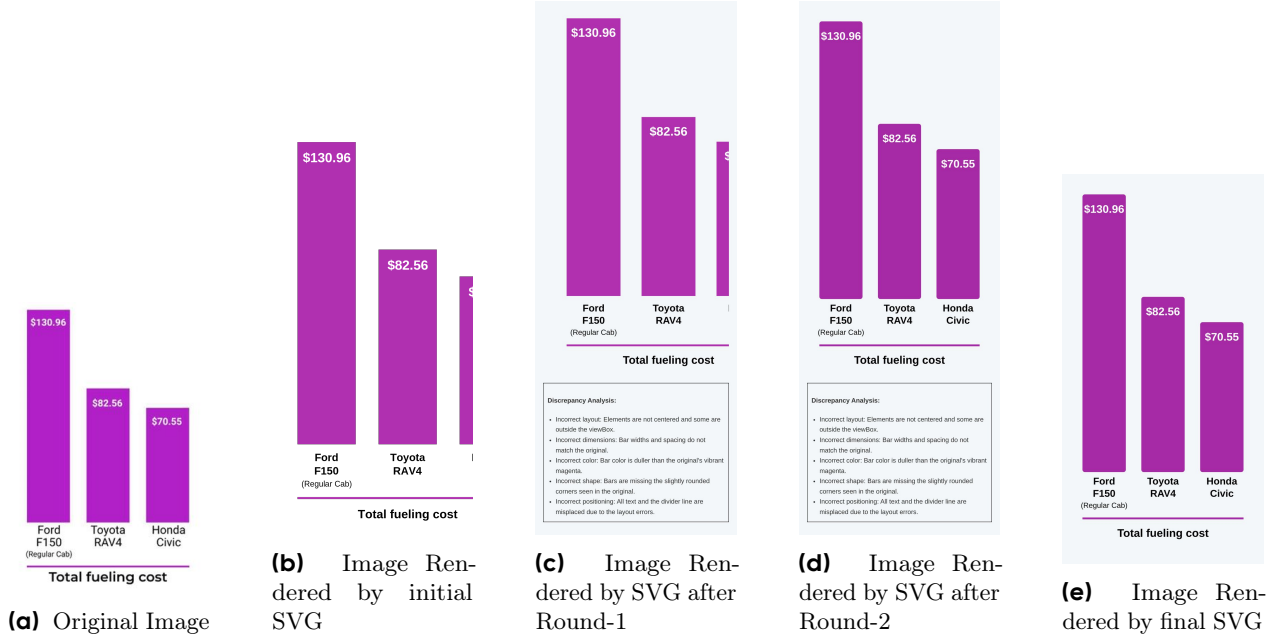 $130.96
$82.56
$70.55
Ford
F150
(Regular Cab)
Toyota
RAV4
Honda
Civic
Total fueling cost
(a) Original Image
$130.96
$82.56
Ford
F150
(Regular Cab)
Toyota
RAV4
Total fueling cost
(b) Image Ren-
dered by initial
SVG
$130.96
$82.56
Ford
F150
(Regular Cab)
Toyota
RAV4
Total fueling cost
Discrepancy Analysis:
• Incorrect layout: Elements are not centered and some are
outside the viewBox.
• Incorrect dimensions: Bar widths and spacing do not
match the original.
• Incorrect color: Bar color is duller than the original's vibrant
magenta.
• Incorrect shape: Bars are missing the slightly rounded
corners seen in the original.
• Incorrect positioning: All text and the divider line are
misplaced due to the layout errors.
(c) Image Ren-
dered by SVG after
Round-1
$130.96
$82.56
$70.55
Ford
F150
(Regular Cab)
Toyota
RAV4
Honda
Civic
Total fueling cost
Discrepancy Analysis:
• Incorrect layout: Elements are not centered and some are
outside the viewBox.
• Incorrect dimensions: Bar widths and spacing do not
match the original.
• Incorrect color: Bar color is duller than the original's vibrant
magenta.
• Incorrect shape: Bars are missing the slightly rounded
corners seen in the original.
• Incorrect positioning: All text and the divider line are
misplaced due to the layout errors.
(d) Image Ren-
dered by SVG after
Round-2
$130.96
$82.56
$70.55
Ford
F150
(Regular Cab)
Toyota
RAV4
Honda
Civic
Total fueling cost
(e) Image Ren-
dered by final SVG